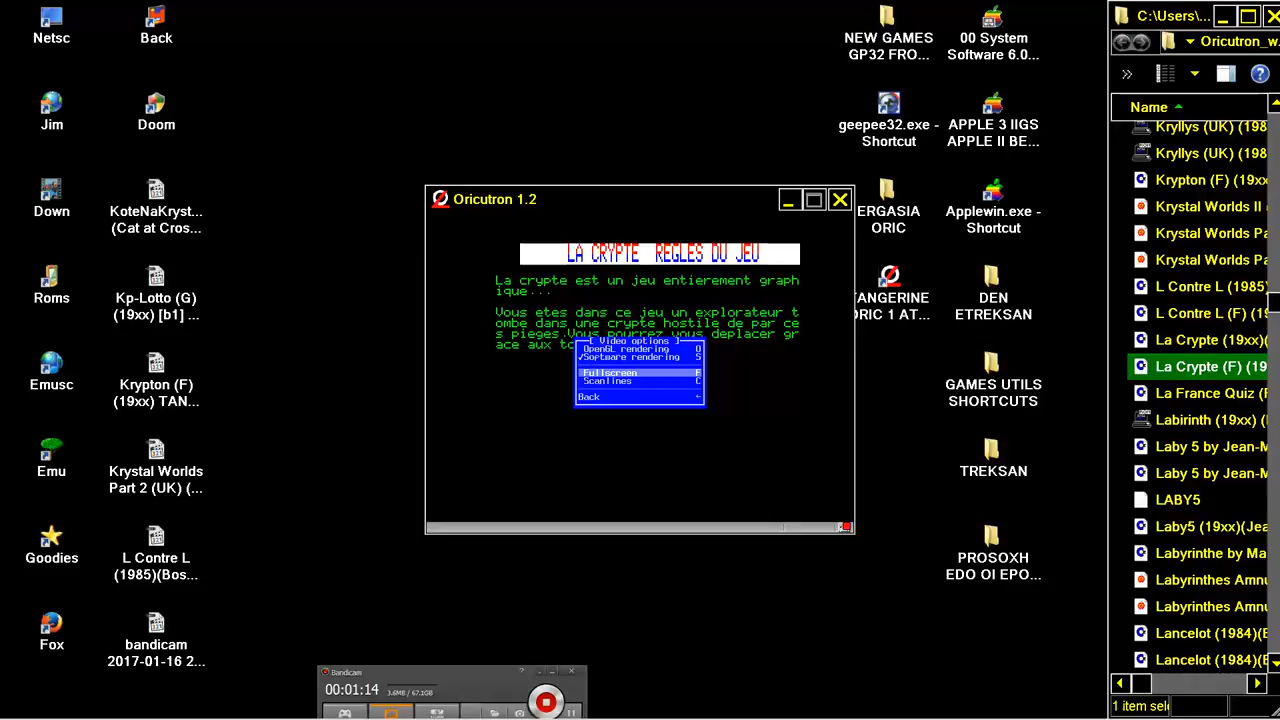 Netsc
Back
Jim
Doom
Down
KoteNaKryst...
(Cat at Cros...
Roms
Kp-Lotto (G)
(19xx) [b1] ...
Emusc
Krypton (F)
(19xx) TAN...
Emu
Krystal Worlds
Part 2 (UK) (...
Goodies
L Contre L
(1985)(Bos...
Fox
bandicam
2017-01-16 2...
Oricutron 1.2
LA CRYPTE REGLES DU JEU
La crypte est un jeu entierement graph
ique...
Vous etes dans ce jeu un explorateur t
ombe dans une crypte hostile de par ce
s pieges.Vous pourrez vous deplacer gr
ace aux
[ Video options ]
OpenGL rendering O
✓Software rendering S
Fullscreen F
Scanlines C
Back ←
Bandicam
00:01:14
3.6MB / 67.1GB
NEW GAMES
GP32 FRO...
00 System
Software 6.0...
geepee32.exe -
Shortcut
APPLE 3 IIGS
APPLE II BE...
ERGASIA
ORIC
Applewin.exe -
Shortcut
TANGERINE
ORIC 1 AT...
DEN
ETREKSAN
GAMES UTILS
SHORTCUTS
TREKSAN
PROSOXH
EDO OI EPO...
C:\Users\...
Oricutron_w
»
Name
Kryllys (UK) (198
Kryllys (UK) (198
Krypton (F) (19xx
Krystal Worlds II
Krystal Worlds Pa
Krystal Worlds Pa
L Contre L (1985)
L Contre L (F) (19
La Crypte (19xx)(
La Crypte (F) (19
La France Quiz (F
Labirinth (19xx) (
Laby 5 by Jean-M
Laby 5 by Jean-M
LABY5
Laby5 (19xx)(Jea
Labyrinthe by Ma
Labyrinthes Amnu
Labyrinthes Amnu
Lancelot (1984)(
Lancelot (1984)(
1 item sele